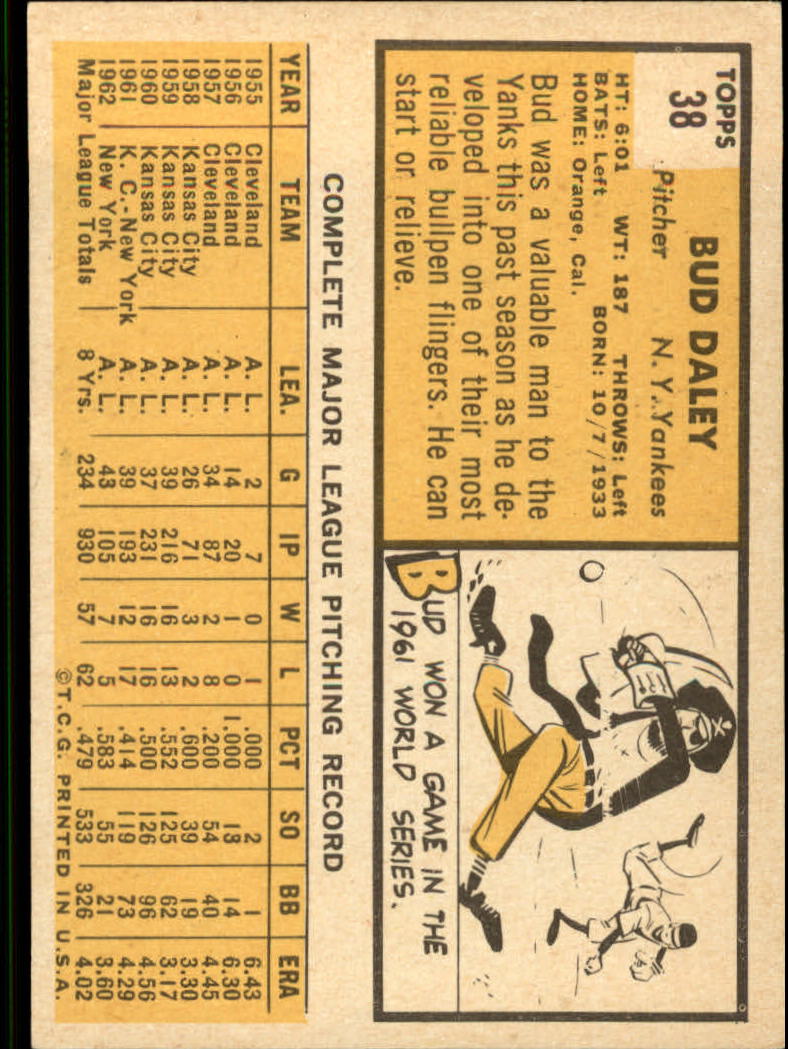 TOPPS
38
BUD DALEY
Pitcher N. Y. Yankees
HT: 6:01 WT: 187 THROWS: Left
BATS: Left BORN: 10/7/1933
HOME: Orange, Cal.
Bud was a valuable man to the
Yanks this past season as he de-
veloped into one of their most
reliable bullpen flingers. He can
start or relieve.
BUD WON A GAME IN THE
1961 WORLD SERIES.
COMPLETE MAJOR LEAGUE PITCHING RECORD
YEAR TEAM LEA. G IP W L PCT SO BB ERA
1955 Cleveland A. L. 2 7 0 1 .000 2 1 6.43
1956 Cleveland A. L. 14 20 1 0 1.000 13 14 6.30
1957 Cleveland A. L. 34 87 2 8 .200 54 40 4.45
1958 Kansas City A. L. 26 71 3 2 .600 39 19 3.30
1959 Kansas City A. L. 39 216 16 13 .552 125 62 3.17
1960 Kansas City A. L. 37 231 16 16 .500 126 96 4.56
1961 K. C.-New York A. L. 39 193 12 17 .414 119 73 4.29
1962 New York A. L. 43 105 7 5 .583 55 21 3.60
Major League Totals 8 Yrs. 234 930 57 62 .479 533 326 4.02
©T.C.G. PRINTED IN U.S.A.